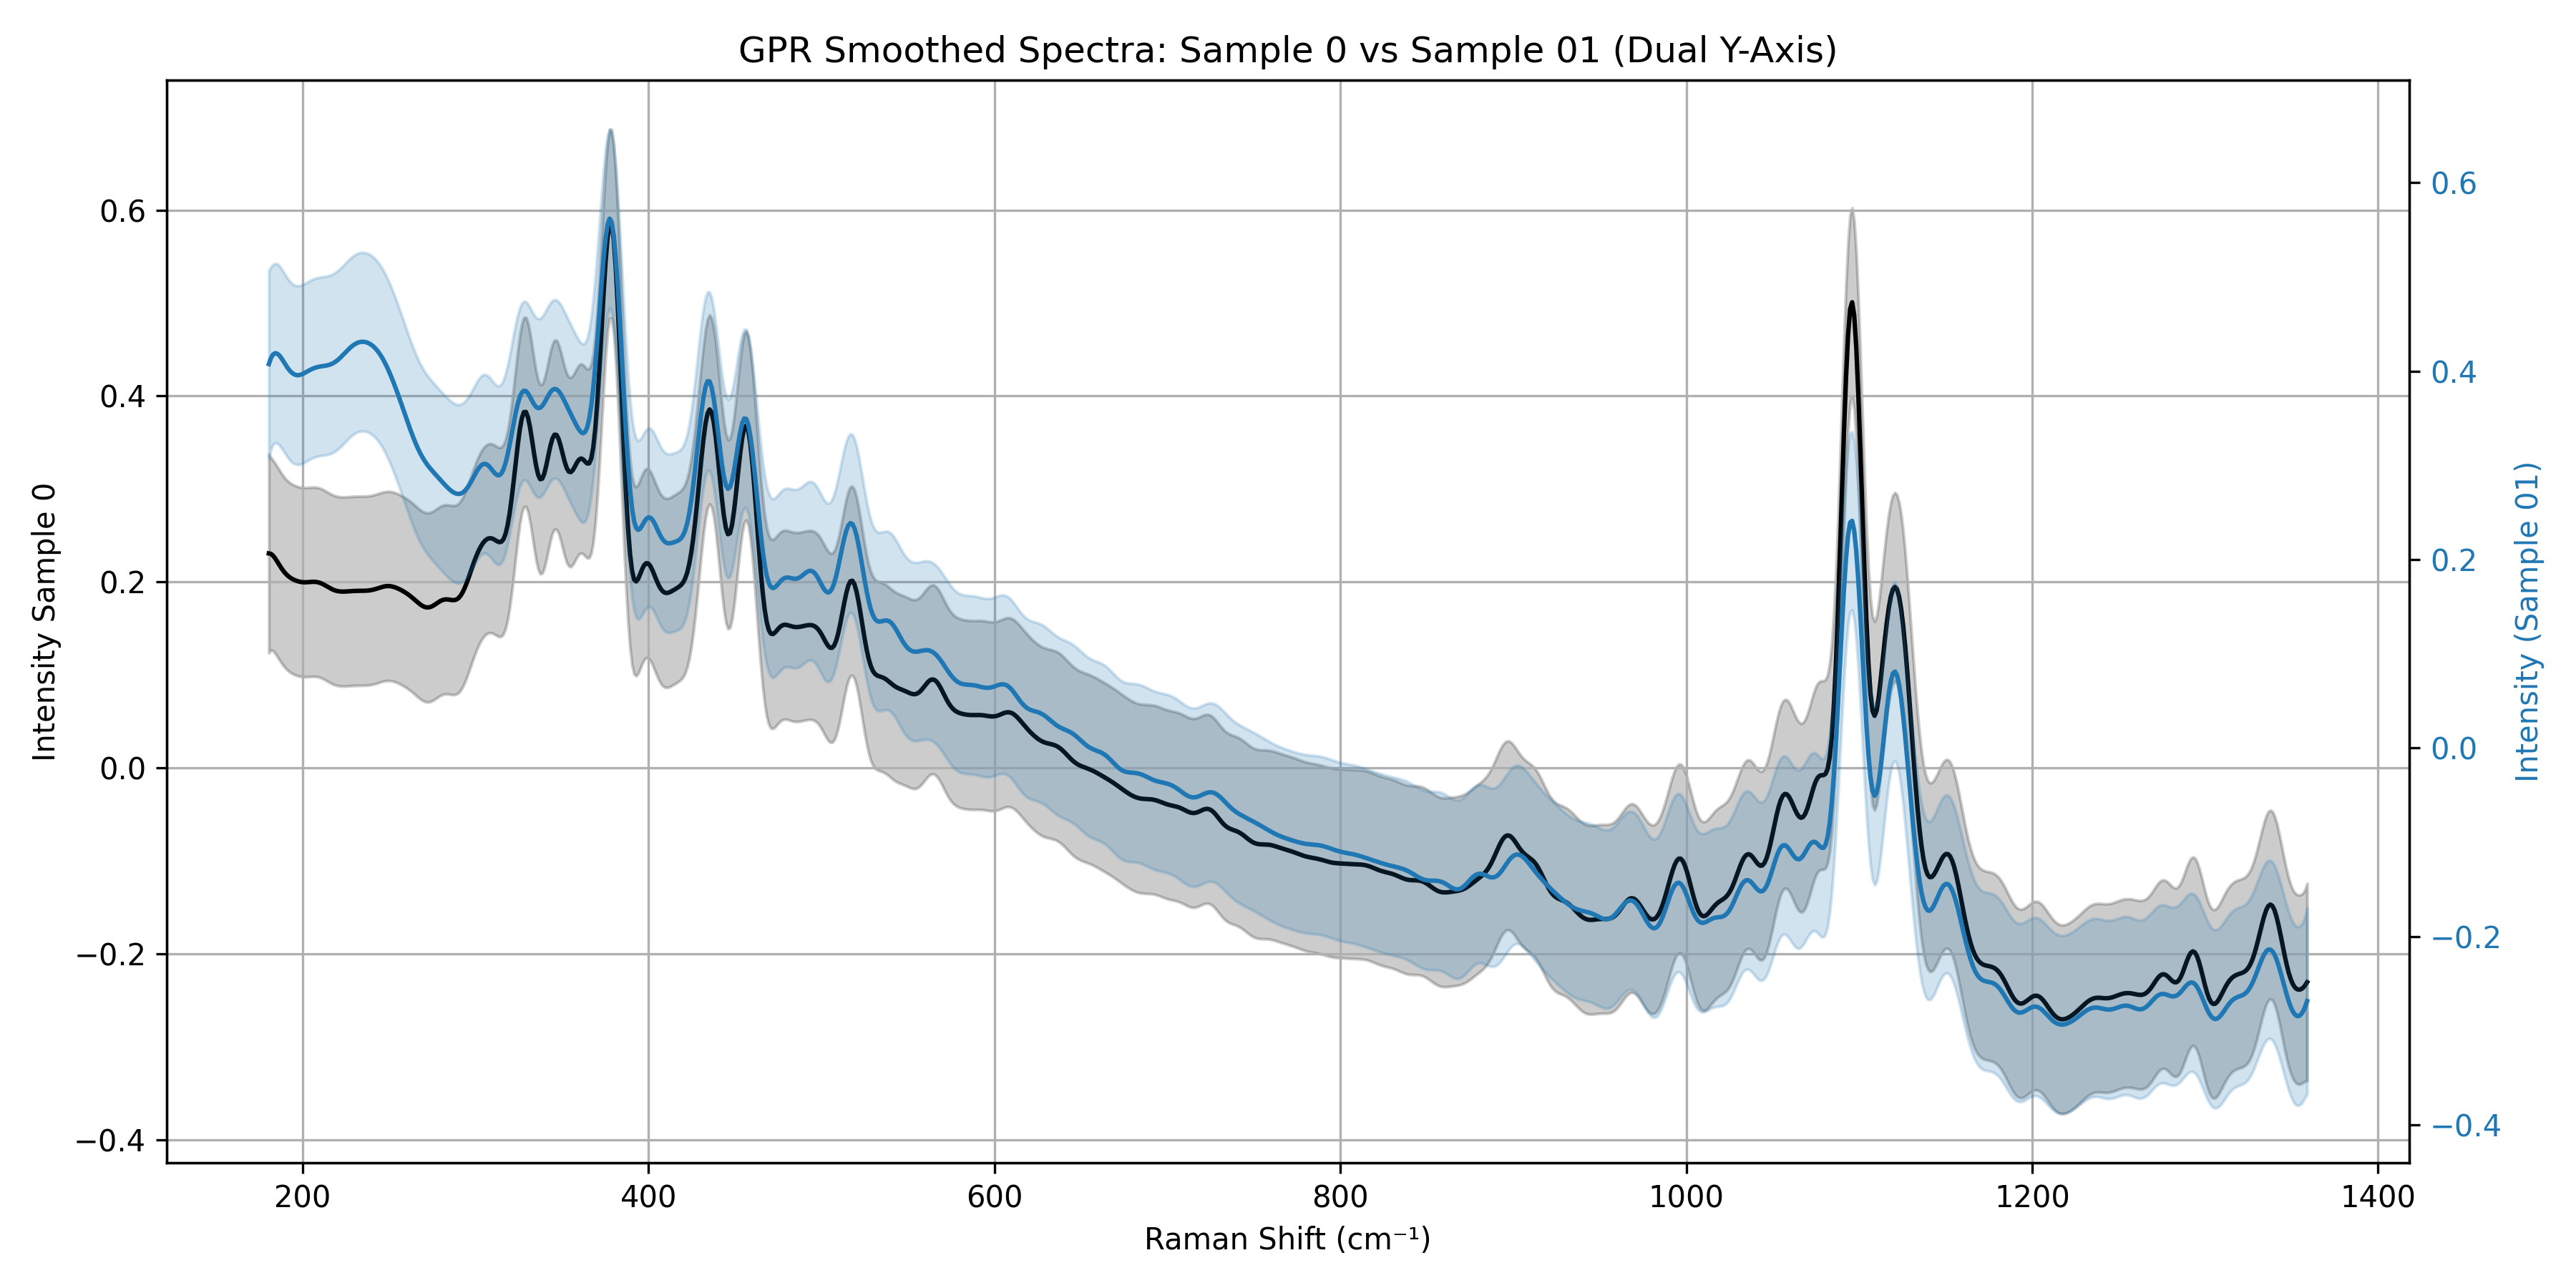 GPR Smoothed Spectra: Sample 0 vs Sample 01 (Dual Y-Axis)
Intensity Sample 0
0.6
0.4
0.2
0.0
−0.2
−0.4
0.6
0.4
0.2
0.0
−0.2
−0.4
Intensity (Sample 01)
200 400 600 800 1000 1200 1400
Raman Shift (cm⁻¹)